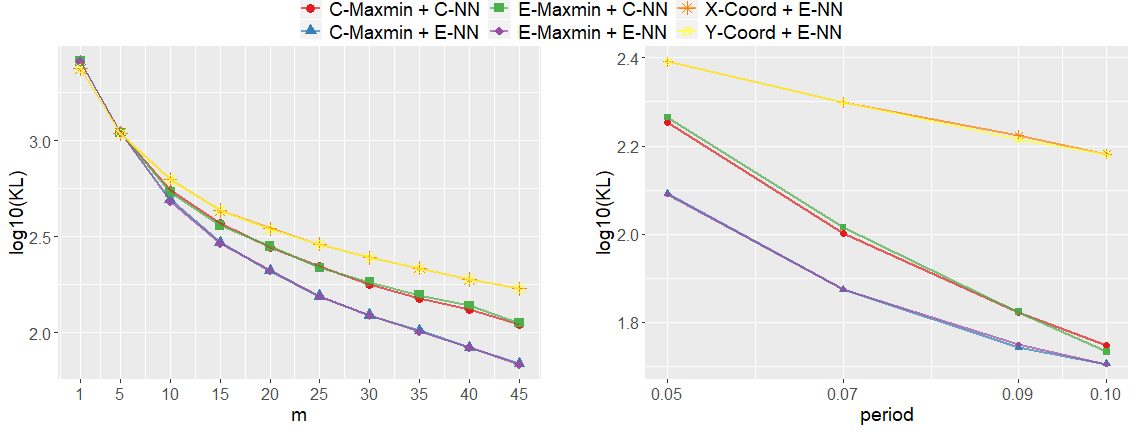 C-Maxmin + C-NN E-Maxmin + C-NN X-Coord + E-NN
C-Maxmin + E-NN E-Maxmin + E-NN Y-Coord + E-NN
log10(KL)
3.0
2.5
2.0
1 5 10 15 20 25 30 35 40 45
m
log10(KL)
2.4
2.2
2.0
1.8
0.05 0.07 0.09 0.10
period